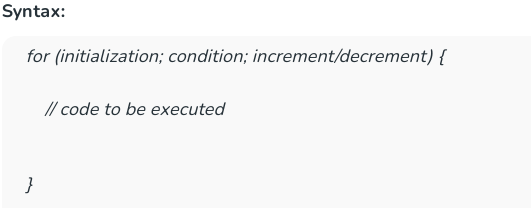 Syntax:
for (initialization; condition; increment/decrement) {
// code to be executed
}